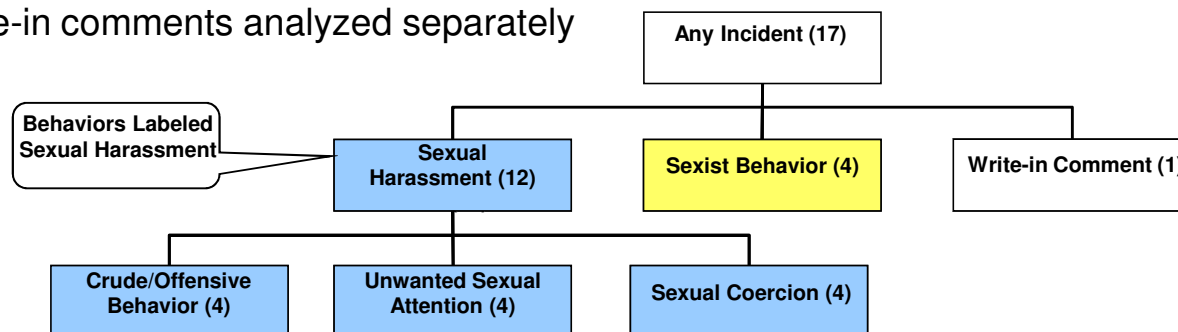 e-in comments analyzed separately
Any Incident (17)
Behaviors Labeled
Sexual Harassment
Sexual
Harassment (12)
Sexist Behavior (4)
Write-in Comment (1)
Crude/Offensive
Behavior (4)
Unwanted Sexual
Attention (4)
Sexual Coercion (4)